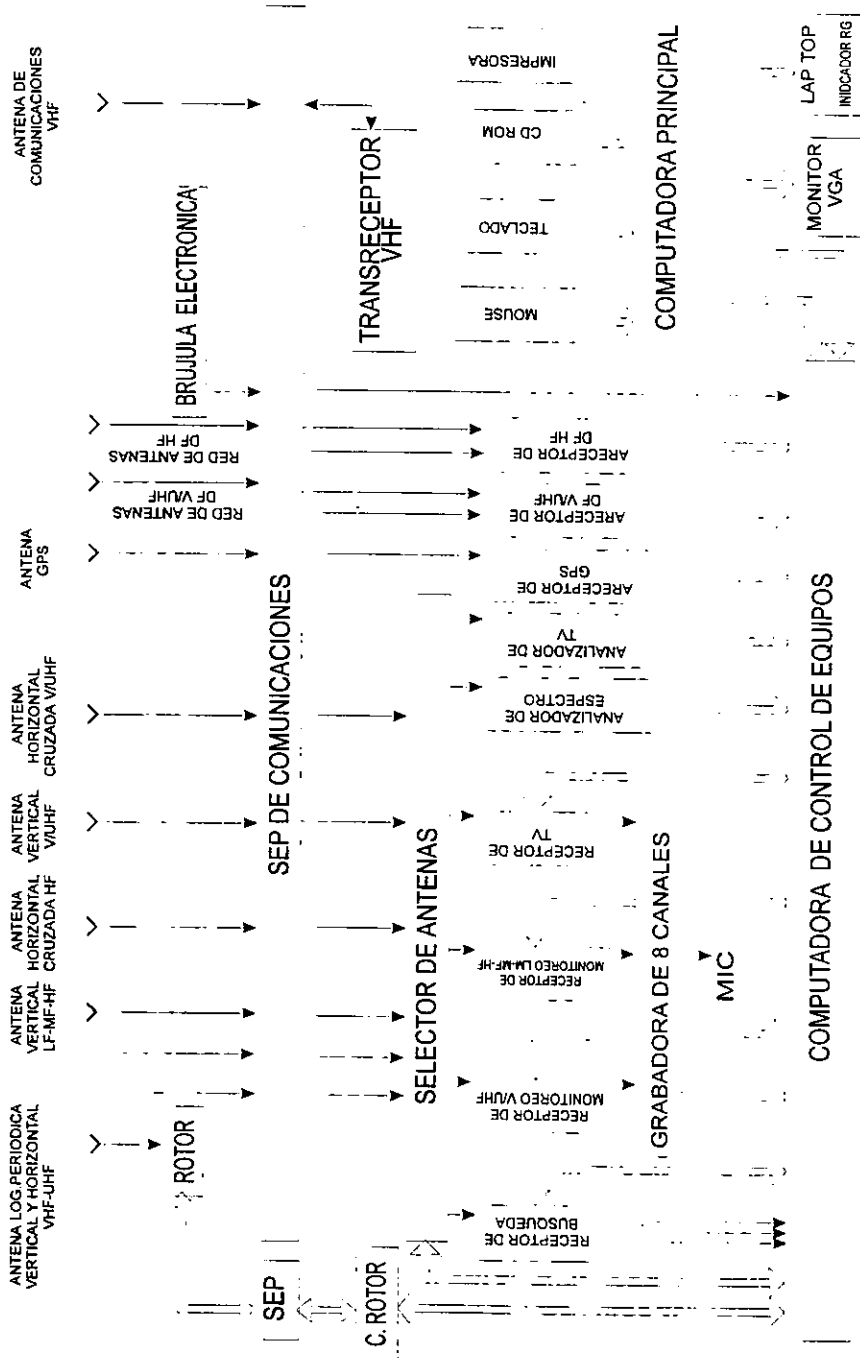 ANTENA LOG.PERIODICA
VERTICAL Y HORIZONTAL
VHF-UHF
ANTENA
VERTICAL
LF-MF-HF
ANTENA
HORIZONTAL
CRUZADA HF
ANTENA
VERTICAL
V/UHF
ANTENA
HORIZONTAL
CRUZADA V/UHF
ANTENA
GPS
ANTENA DE
COMUNICACIONES
VHF
ROTOR
RED DE ANTENAS
DF V/UHF
RED DE ANTENAS
DF HF
BRUJULA ELECTRONICA
SEP
SEP DE COMUNICACIONES
C. ROTOR
SELECTOR DE ANTENAS
TRANSRECEPTOR
VHF
RECEPTOR DE
BUSQUEDA
RECEPTOR DE
MONITOREO V/UHF
RECEPTOR DE
MONITOREO LM-MF-HF
RECEPTOR DE
TV
ANALIZADOR DE
ESPECTRO
ANALIZADOR DE
TV
ARECEPTOR DE
GPS
ARECEPTOR DE
DF V/UHF
ARECEPTOR DE
DF HF
MOUSE
TECLADO
CD ROM
IMPRESORA
GRABADORA DE 8 CANALES
COMPUTADORA PRINCIPAL
MIC
COMPUTADORA DE CONTROL DE EQUIPOS
MONITOR
VGA
LAP TOP
INIDCADOR RG